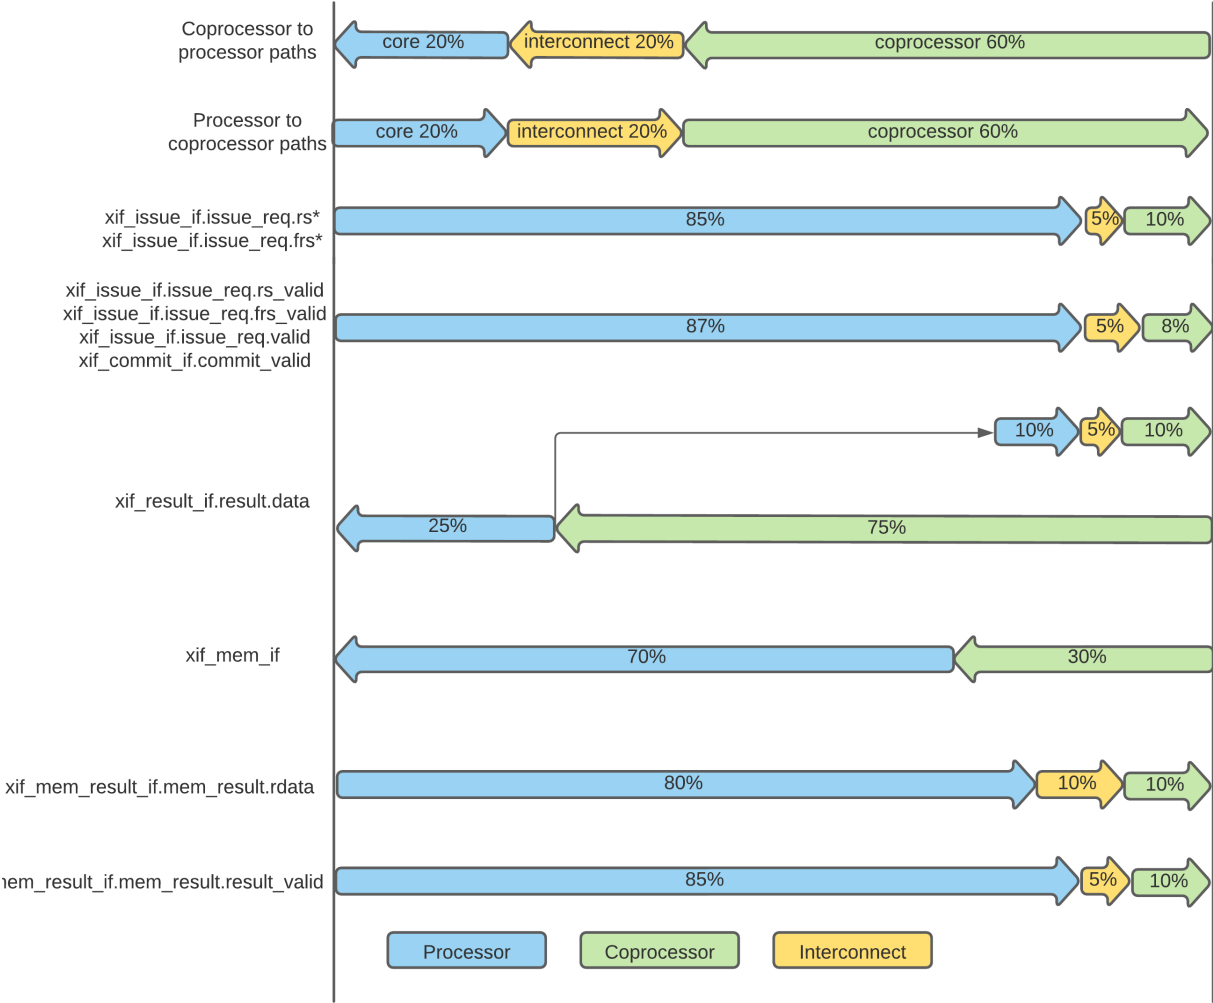 Coprocessor to
processor paths
core 20%
interconnect 20%
coprocessor 60%
Processor to
coprocessor paths
core 20%
interconnect 20%
coprocessor 60%
xif_issue_if.issue_req.rs*
xif_issue_if.issue_req.frs*
85%
5%
10%
xif_issue_if.issue_req.rs_valid
xif_issue_if.issue_req.frs_valid
xif_issue_if.issue_req.valid
xif_commit_if.commit_valid
87%
5%
8%
10%
5%
10%
xif_result_if.result.data
25%
75%
xif_mem_if
70%
30%
xif_mem_result_if.mem_result.rdata
80%
10%
10%
nem_result_if.mem_result.result_valid
85%
5%
10%
Processor
Coprocessor
Interconnect